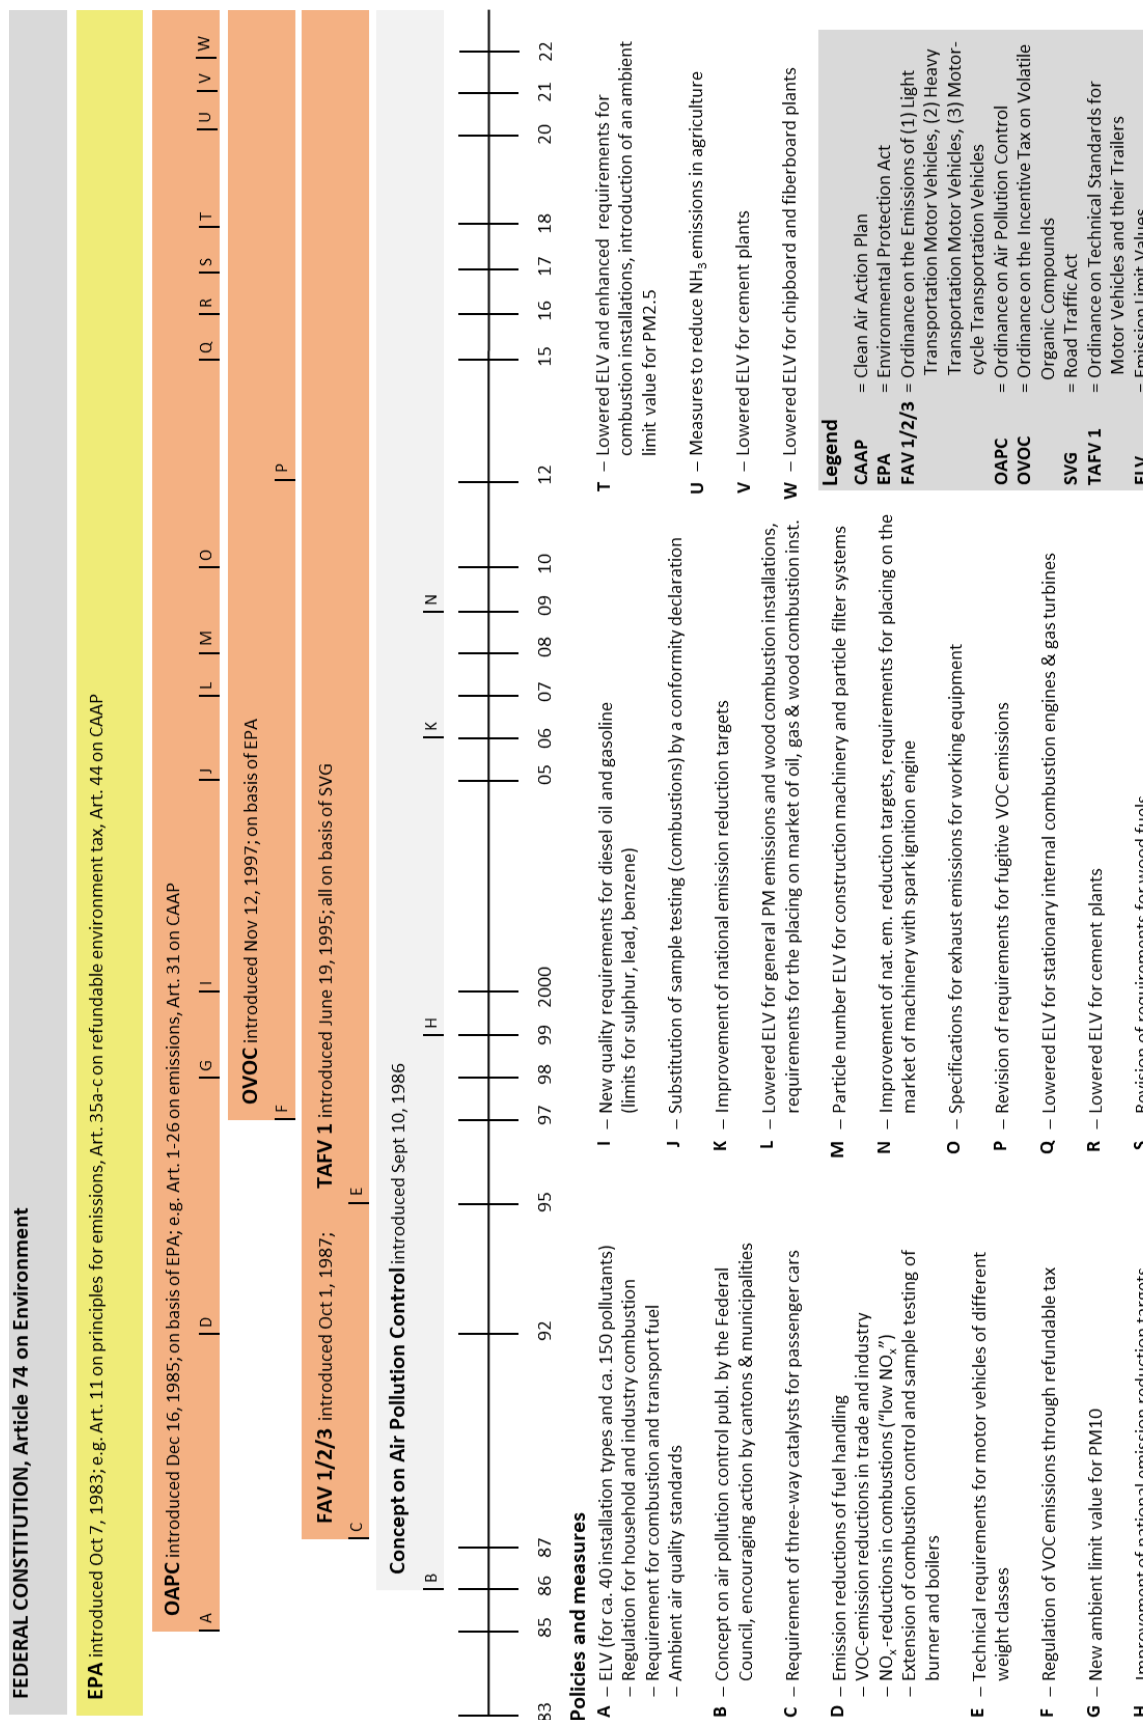 FEDERAL CONSTITUTION, Article 74 on Environment
EPA introduced Oct 7, 1983; e.g. Art. 11 on principles for emissions, Art. 35a-c on refundable environment tax, Art. 44 on CAAP
OAPC introduced Dec 16, 1985; on basis of EPA; e.g. Art. 1-26 on emissions, Art. 31 on CAAP
A D G I J L M O Q R S T U V W
OVOC introduced Nov 12, 1997; on basis of EPA
F P
FAV 1/2/3 introduced Oct 1, 1987; TAFV 1 introduced June 19, 1995; all on basis of SVG
C E
Concept on Air Pollution Control introduced Sept 10, 1986
B H K N
83 85 86 87 92 95 97 98 99 2000 05 06 07 08 09 10 12 15 16 17 18 20 21 22
Policies and measures
A – ELV (for ca. 40 installation types and ca. 150 pollutants)
– Regulation for household and industry combustion
– Requirement for combustion and transport fuel
– Ambient air quality standards
B – Concept on air pollution control publ. by the Federal
Council, encouraging action by cantons & municipalities
C – Requirement of three-way catalysts for passenger cars
D – Emission reductions of fuel handling
– VOC-emission reductions in trade and industry
– NOx-reductions in combustions (“low NOx”)
– Extension of combustion control and sample testing of
burner and boilers
E – Technical requirements for motor vehicles of different
weight classes
F – Regulation of VOC emissions through refundable tax
G – New ambient limit value for PM10
H – Improvement of national emission reduction targets
I – New quality requirements for diesel oil and gasoline
(limits for sulphur, lead, benzene)
J – Substitution of sample testing (combustions) by a conformity declaration
K – Improvement of national emission reduction targets
L – Lowered ELV for general PM emissions and wood combustion installations,
requirements for the placing on market of oil, gas & wood combustion inst.
M – Particle number ELV for construction machinery and particle filter systems
N – Improvement of nat. em. reduction targets, requirements for placing on the
market of machinery with spark ignition engine
O – Specifications for exhaust emissions for working equipment
P – Revision of requirements for fugitive VOC emissions
Q – Lowered ELV for stationary internal combustion engines & gas turbines
R – Lowered ELV for cement plants
S – Revision of requirements for wood fuels
T – Lowered ELV and enhanced requirements for
combustion installations, introduction of an ambient
limit value for PM2.5
U – Measures to reduce NH3 emissions in agriculture
V – Lowered ELV for cement plants
W – Lowered ELV for chipboard and fiberboard plants
Legend
CAAP = Clean Air Action Plan
EPA = Environmental Protection Act
FAV 1/2/3 = Ordinance on the Emissions of (1) Light
Transportation Motor Vehicles, (2) Heavy
Transportation Motor Vehicles, (3) Motor-
cycle Transportation Vehicles
OAPC = Ordinance on Air Pollution Control
OVOC = Ordinance on the Incentive Tax on Volatile
Organic Compounds
SVG = Road Traffic Act
TAFV 1 = Ordinance on Technical Standards for
Motor Vehicles and their Trailers
ELV = Emission Limit Values